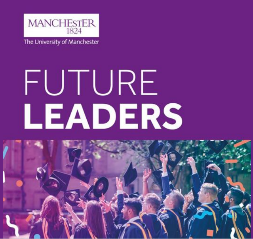 MANCHESTER
1824
The University of Manchester
FUTURE
LEADERS